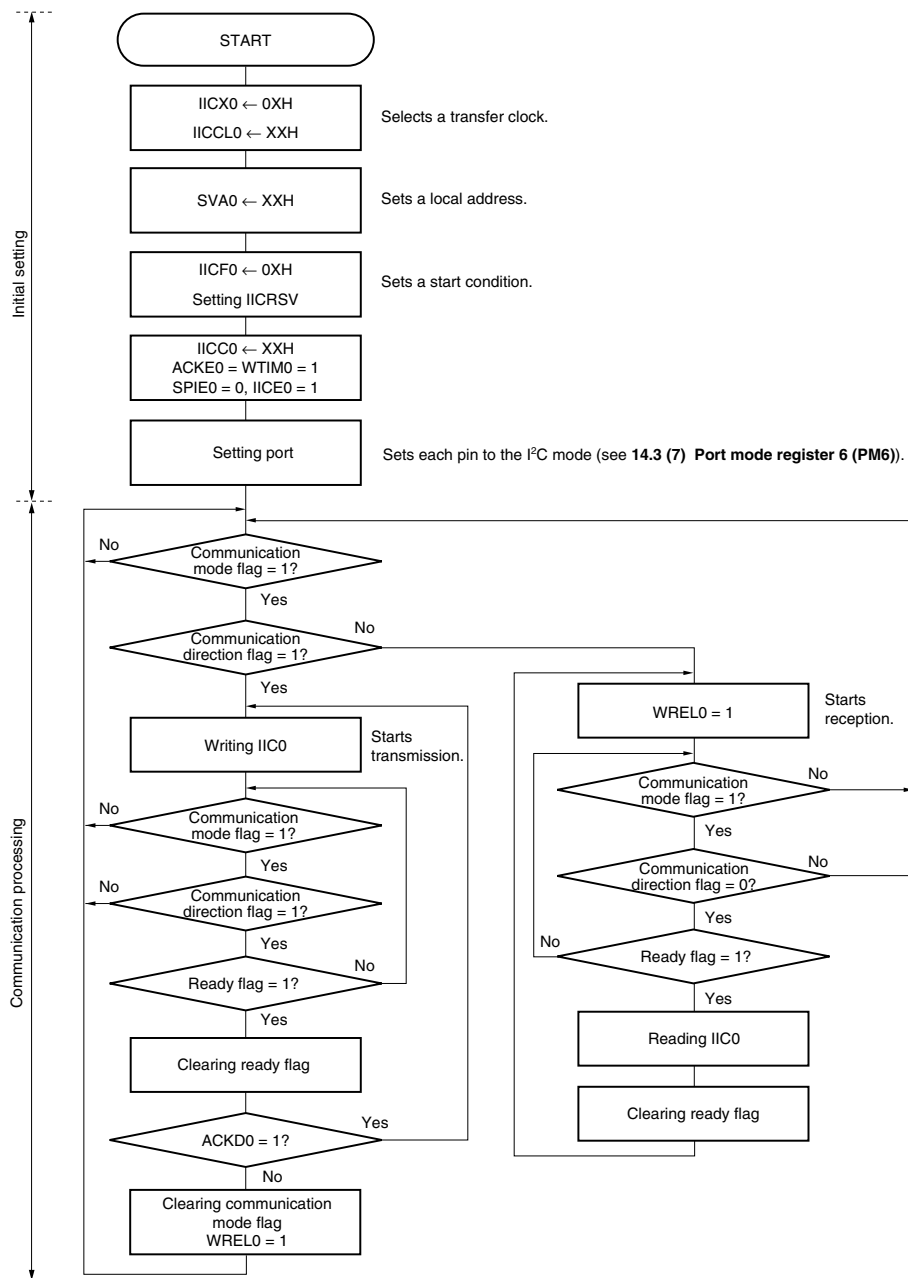 START
IICX0 ← 0XH
IICCL0 ← XXH
Selects a transfer clock.
SVA0 ← XXH
Sets a local address.
IICF0 ← 0XH
Setting IICRSV
Sets a start condition.
IICC0 ← XXH
ACKE0 = WTIM0 = 1
SPIE0 = 0, IICE0 = 1
Setting port
Sets each pin to the I²C mode (see 14.3 (7) Port mode register 6 (PM6)).
Initial setting
No
Communication
mode flag = 1?
Yes
Communication
direction flag = 1?
No
Yes
Writing IIC0
Starts
transmission.
No
Communication
mode flag = 1?
Yes
No
Communication
direction flag = 1?
Yes
Ready flag = 1?
No
Yes
Clearing ready flag
ACKD0 = 1?
Yes
No
Clearing communication
mode flag
WREL0 = 1
WREL0 = 1
Starts
reception.
Communication
mode flag = 1?
No
Yes
Communication
direction flag = 0?
No
Yes
No
Ready flag = 1?
Yes
Reading IIC0
Clearing ready flag
Communication processing